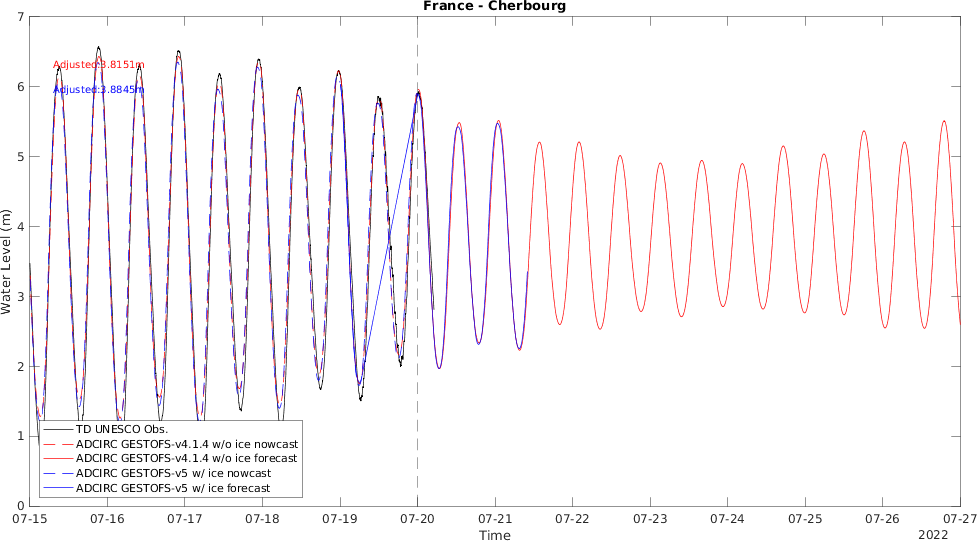 France - Cherbourg
7
6
5
4
3
2
1
0
Water Level (m)
Adjusted:3.8151m
Adjusted:3.8845m
TD UNESCO Obs.
ADCIRC GESTOFS-v4.1.4 w/o ice nowcast
ADCIRC GESTOFS-v4.1.4 w/o ice forecast
ADCIRC GESTOFS-v5 w/ ice nowcast
ADCIRC GESTOFS-v5 w/ ice forecast
07-15 07-16 07-17 07-18 07-19 07-20 07-21 07-22 07-23 07-24 07-25 07-26 07-27
Time
2022